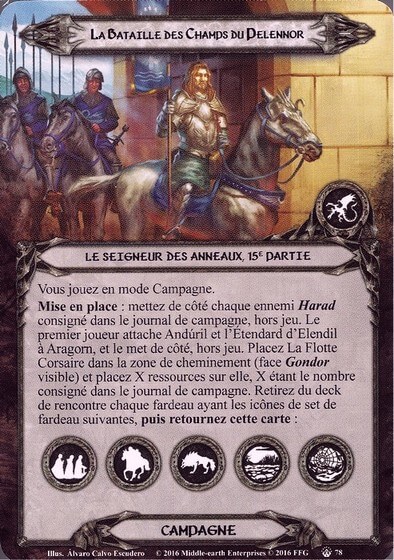 La Bataille des Champs du Pelennor
Le Seigneur des Anneaux, 15e partie
Vous jouez en mode Campagne.
Mise en place : mettez de côté chaque ennemi Harad
consigné dans le journal de campagne, hors jeu. Le
premier joueur attache Andúril et l'Étendard d'Elendil
à Aragorn, et le met de côté, hors jeu. Placez La Flotte
Corsaire dans la zone de cheminement (face Gondor
visible) et placez X ressources sur elle, X étant le nombre
consigné dans le journal de campagne. Retirez du deck
de rencontre chaque fardeau ayant les icônes de set de
fardeau suivantes, puis retournez cette carte :
Campagne
Illus. Álvaro Calvo Escudero © 2016 Middle-earth Enterprises © 2016 FFG 78